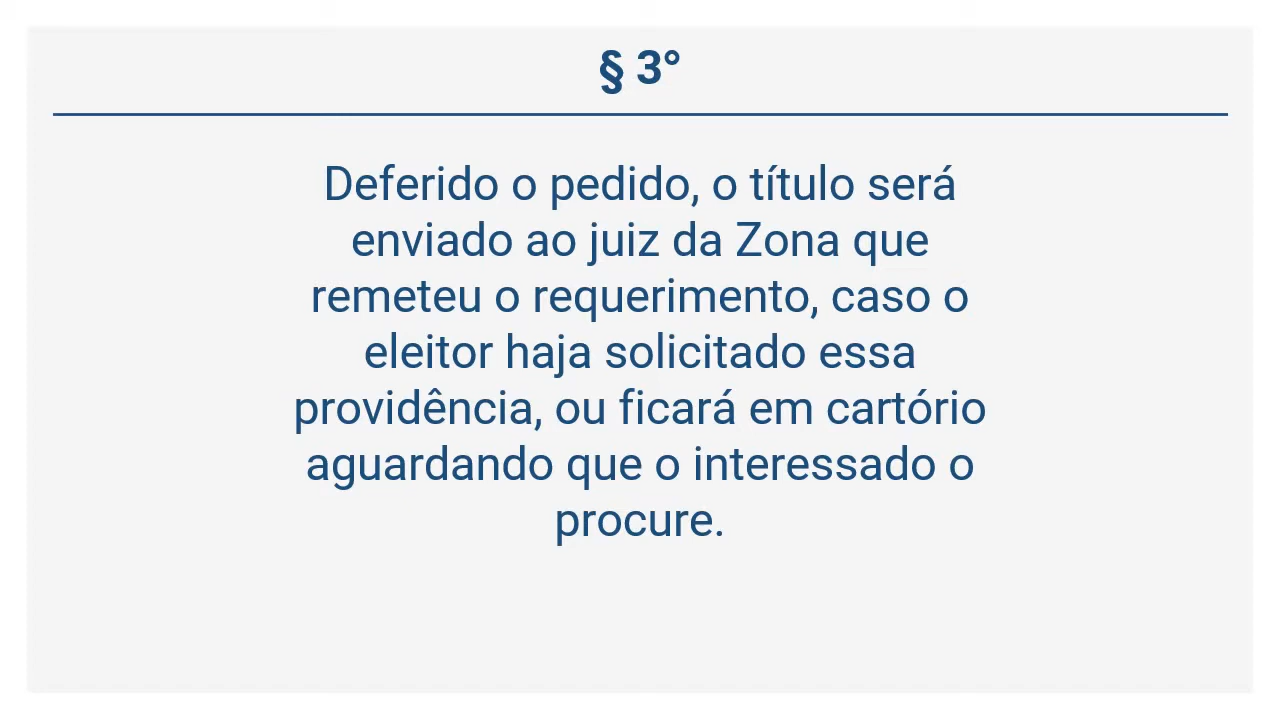 § 3°
Deferido o pedido, o título será
enviado ao juiz da Zona que
remeteu o requerimento, caso o
eleitor haja solicitado essa
providência, ou ficará em cartório
aguardando que o interessado o
procure.